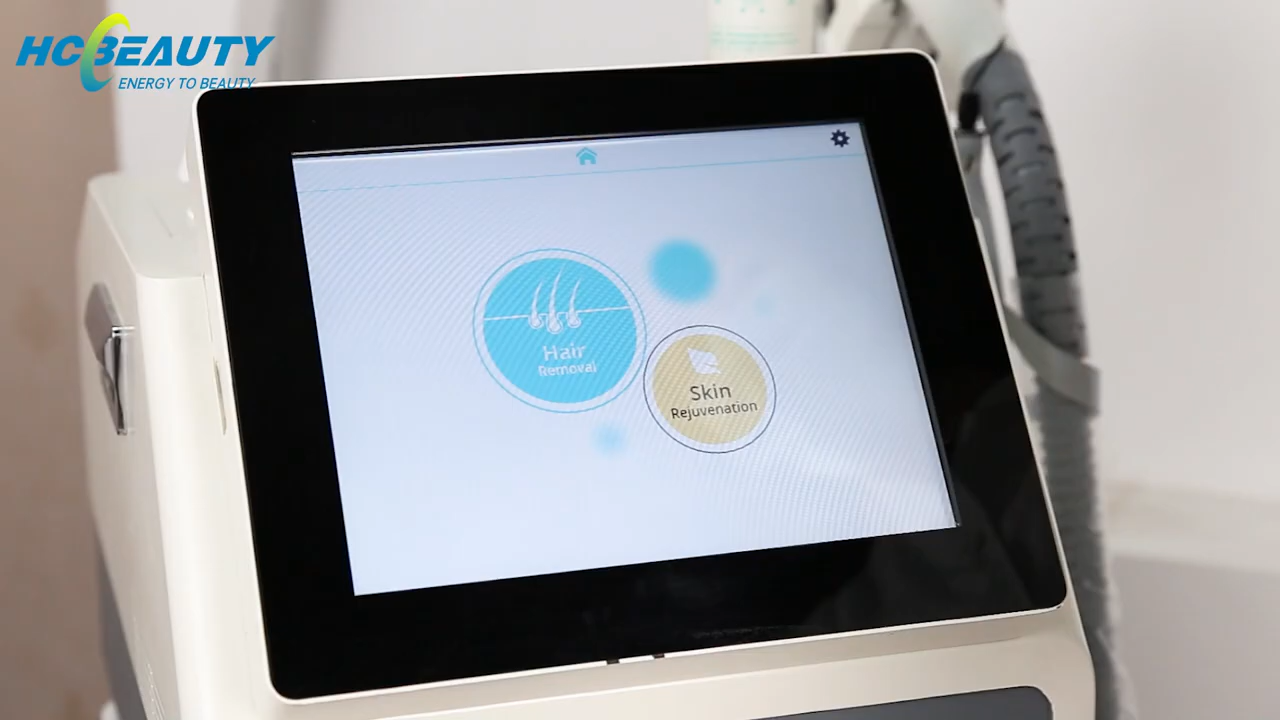 HCBEAUTY
ENERGY TO BEAUTY
Hair
Removal
Skin
Rejuvenation